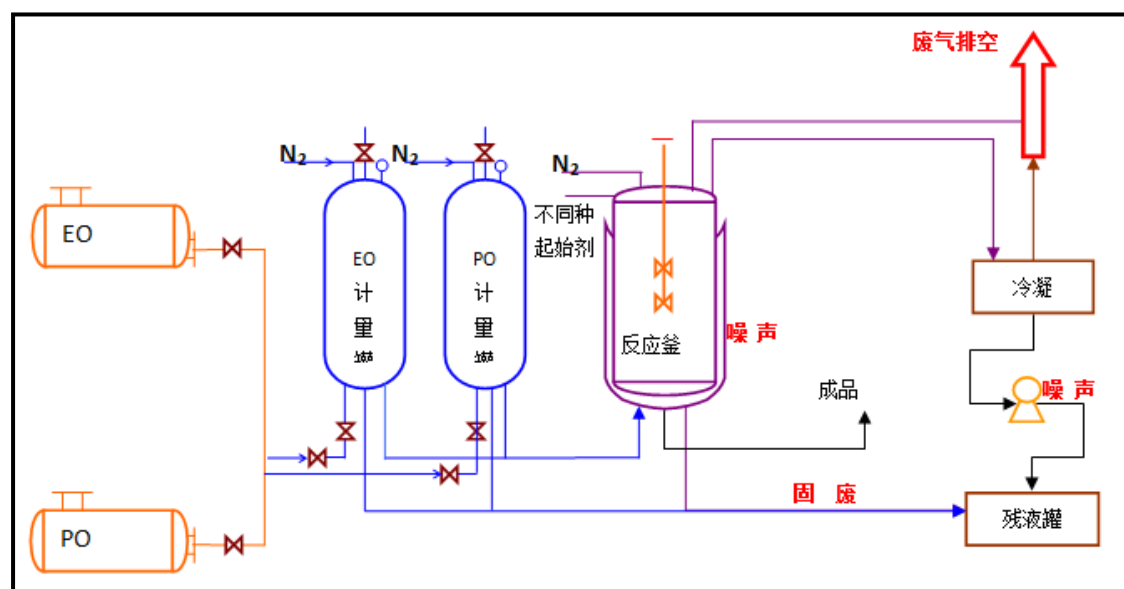 废气排空
N₂
N₂
N₂
EO
不同种
起始剂
EO
计
量
PO
计
量
冷凝
反应釜
噪 声
成品
噪 声
固 废
PO
残液罐